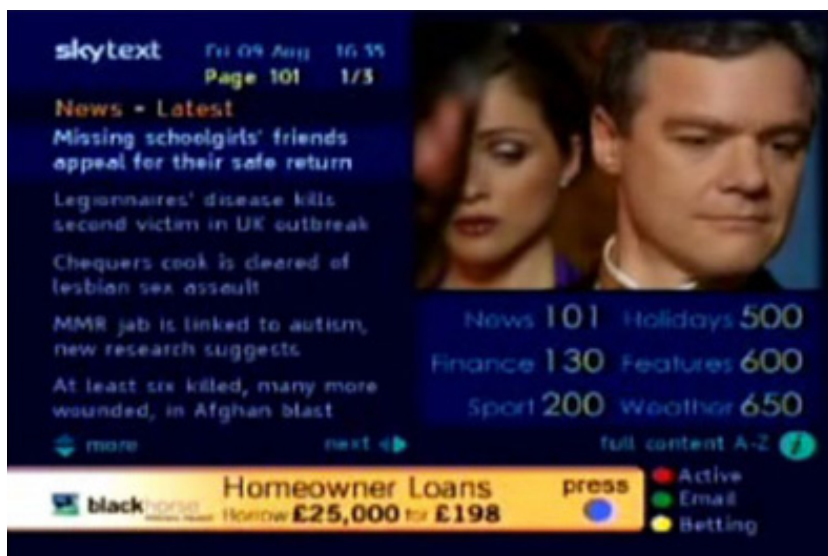 skytext Fri 09 Aug 16 55
Page 101 1/3
News - Latest
Missing schoolgirls' friends
appeal for their safe return
Legionnaires' disease kills
second victim in UK outbreak
Chequers cook is cleared of
lesbian sex assault
MMR jab is linked to autism,
new research suggests
At least six killed, many more
wounded, in Afghan blast
more next
News 101 Holidays 500
Finance 130 Features 600
Sport 200 Weather 650
full content A-Z i
blackhorse
Homeowner Loans
Borrow £25,000 for £198
press
Active
Email
Betting